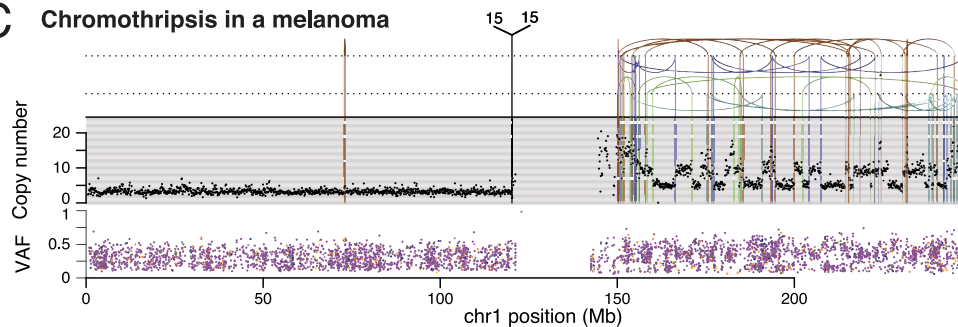 C Chromothripsis in a melanoma
15 15
Copy number
20
10
0
VAF
1
0.5
0
0 50 100 150 200
chr1 position (Mb)